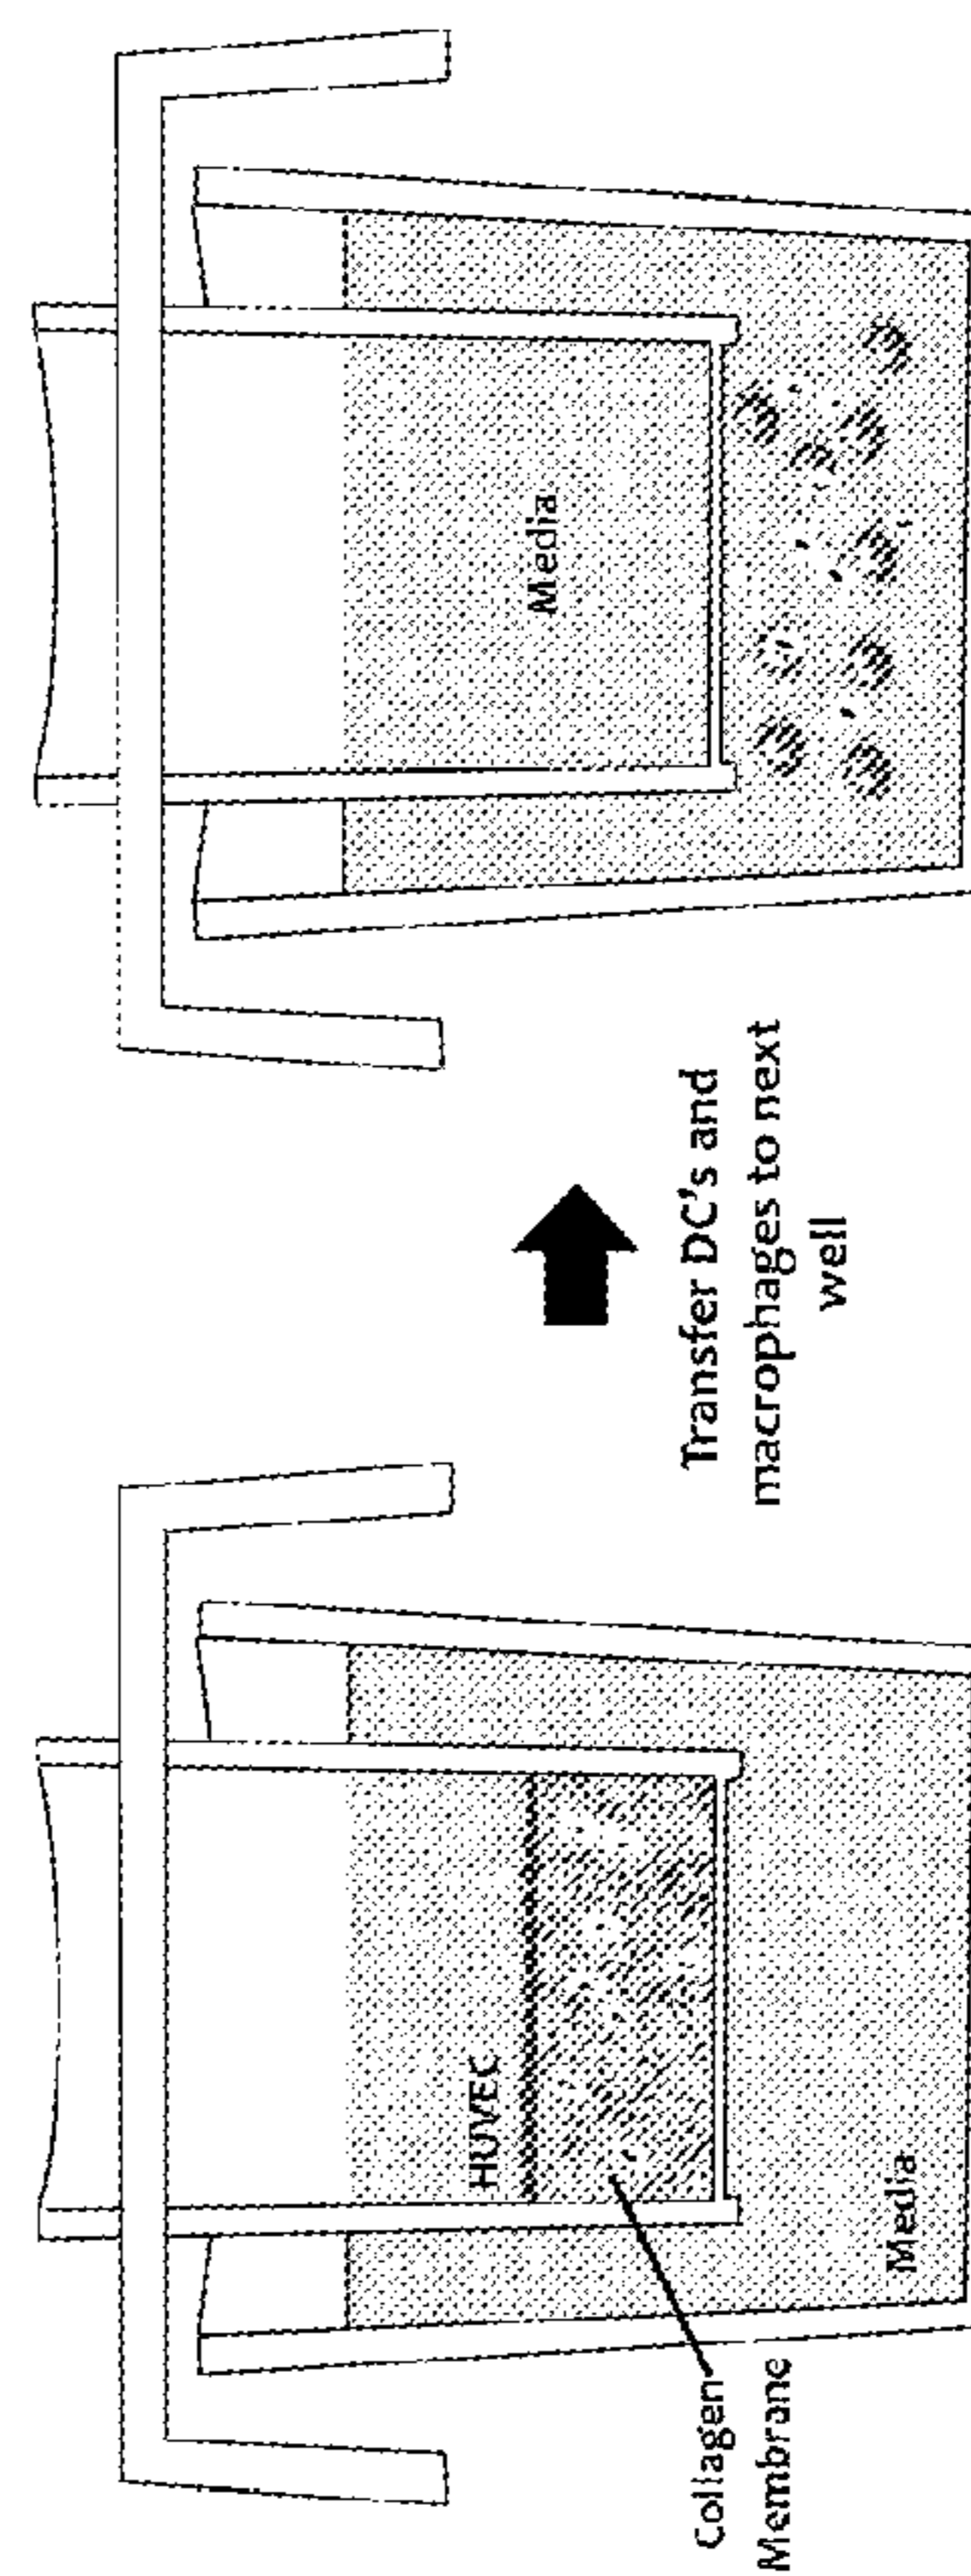 HUVEC
Collagen
Membrane
Media
Transfer DC's and
macrophages to next
well
Media